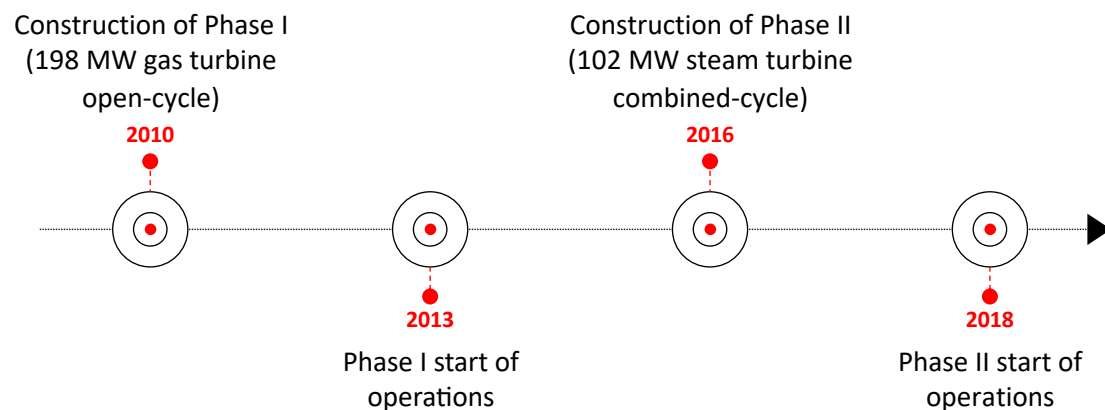 Construction of Phase I
(198 MW gas turbine
open-cycle)
2010
2013
Phase I start of
operations
Construction of Phase II
(102 MW steam turbine
combined-cycle)
2016
2018
Phase II start of
operations